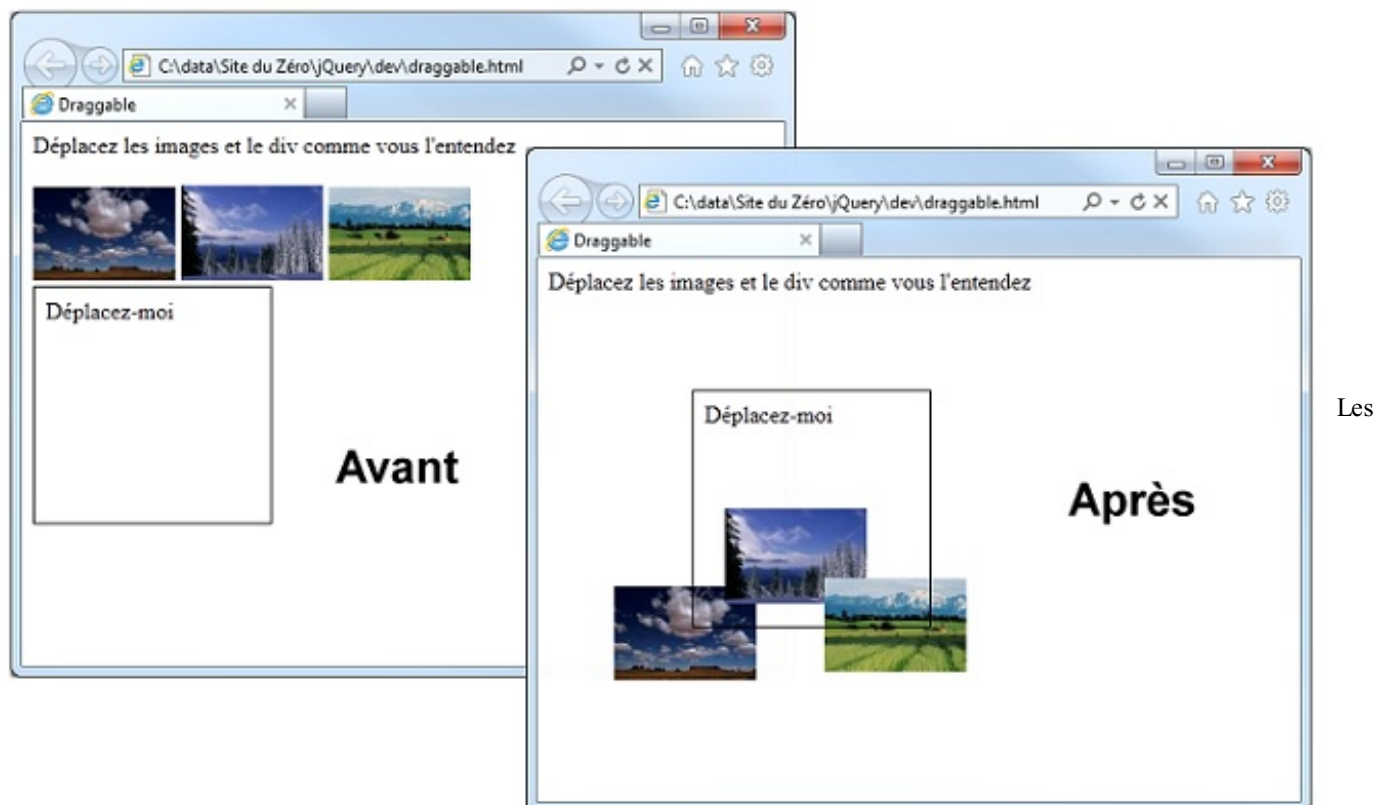 C:\data\Site du Zéro\jQuery\dev\draggable.html
Draggable
Déplacez les images et le div comme vous l'entendez
Déplacez-moi
Avant
C:\data\Site du Zéro\jQuery\dev\draggable.html
Draggable
Déplacez les images et le div comme vous l'entendez
Déplacez-moi
Après
Les